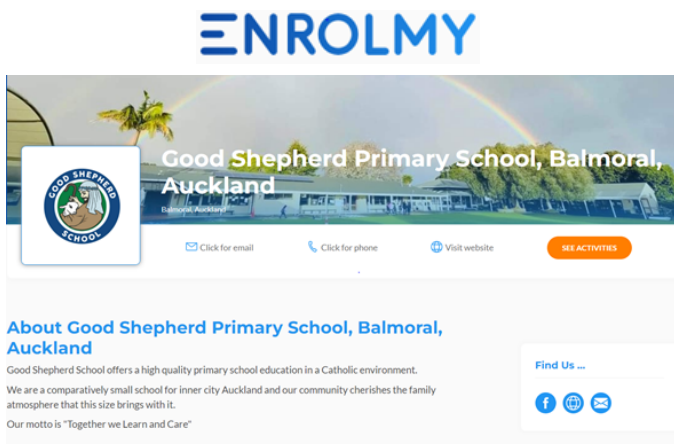 ENROLMY
Good Shepherd Primary School, Balmoral,
Auckland
Balmoral, Auckland
GOOD SHEPHERD
SCHOOL
Click for email
Click for phone
Visit website
SEE ACTIVITIES
About Good Shepherd Primary School, Balmoral,
Auckland
Good Shepherd School offers a high quality primary school education in a Catholic environment.
We are a comparatively small school for inner city Auckland and our community cherishes the family
atmosphere that this size brings with it.
Our motto is "Together we Learn and Care"
Find Us ...